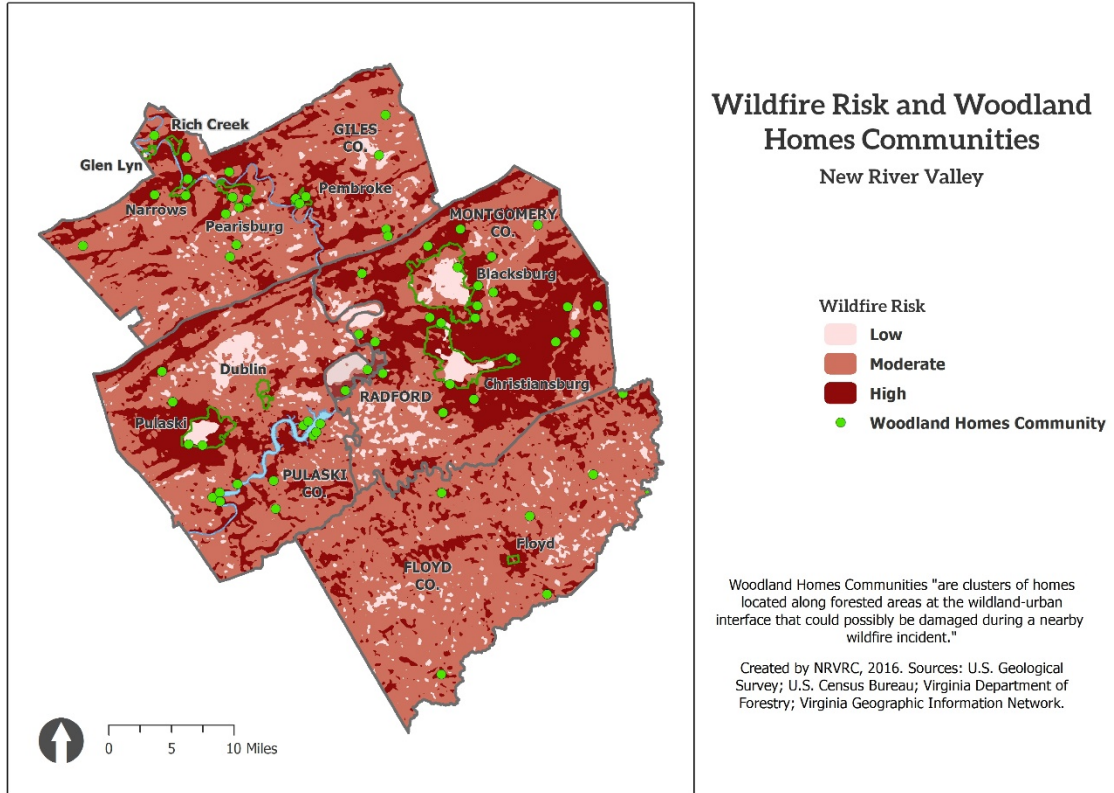 Wildfire Risk and Woodland
Homes Communities
New River Valley
Rich Creek
GILES
CO.
Glen Lyn
Narrows
Pembroke
Pearisburg
MONTGOMERY
CO.
Blacksburg
Dublin
Christiansburg
RADFORD
Pulaski
PULASKI
CO.
Floyd
FLOYD
CO.
Wildfire Risk
Low
Moderate
High
Woodland Homes Community
Woodland Homes Communities "are clusters of homes
located along forested areas at the wildland-urban
interface that could possibly be damaged during a nearby
wildfire incident."
Created by NRVRC, 2016. Sources: U.S. Geological
Survey; U.S. Census Bureau; Virginia Department of
Forestry; Virginia Geographic Information Network.
0 5 10 Miles